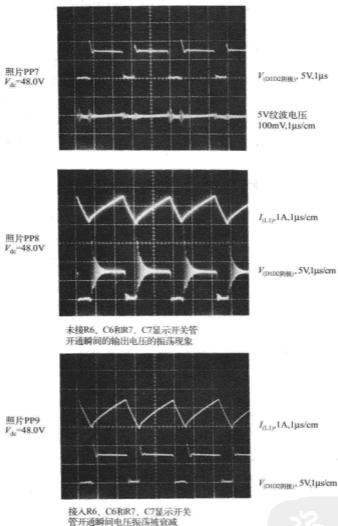 照片PP7
Vdc=48.0V
V(D1D2阴极), 5V,1μs
5V纹波电压
100mV,1μs/cm
照片PP8
Vdc=48.0V
I(L1),1A,1μs/cm
V(D1D2阴极), 5V,1μs/cm
未接R6、C6和R7、C7显示开关管
开通瞬间的输出电压的振荡现象
照片PP9
Vdc=48.0V
I(L1),1A,1μs/cm
V(D1D2阴极), 5V,1μs/cm
接入R6、C6和R7、C7显示开关
管开通瞬间电压振荡被衰减